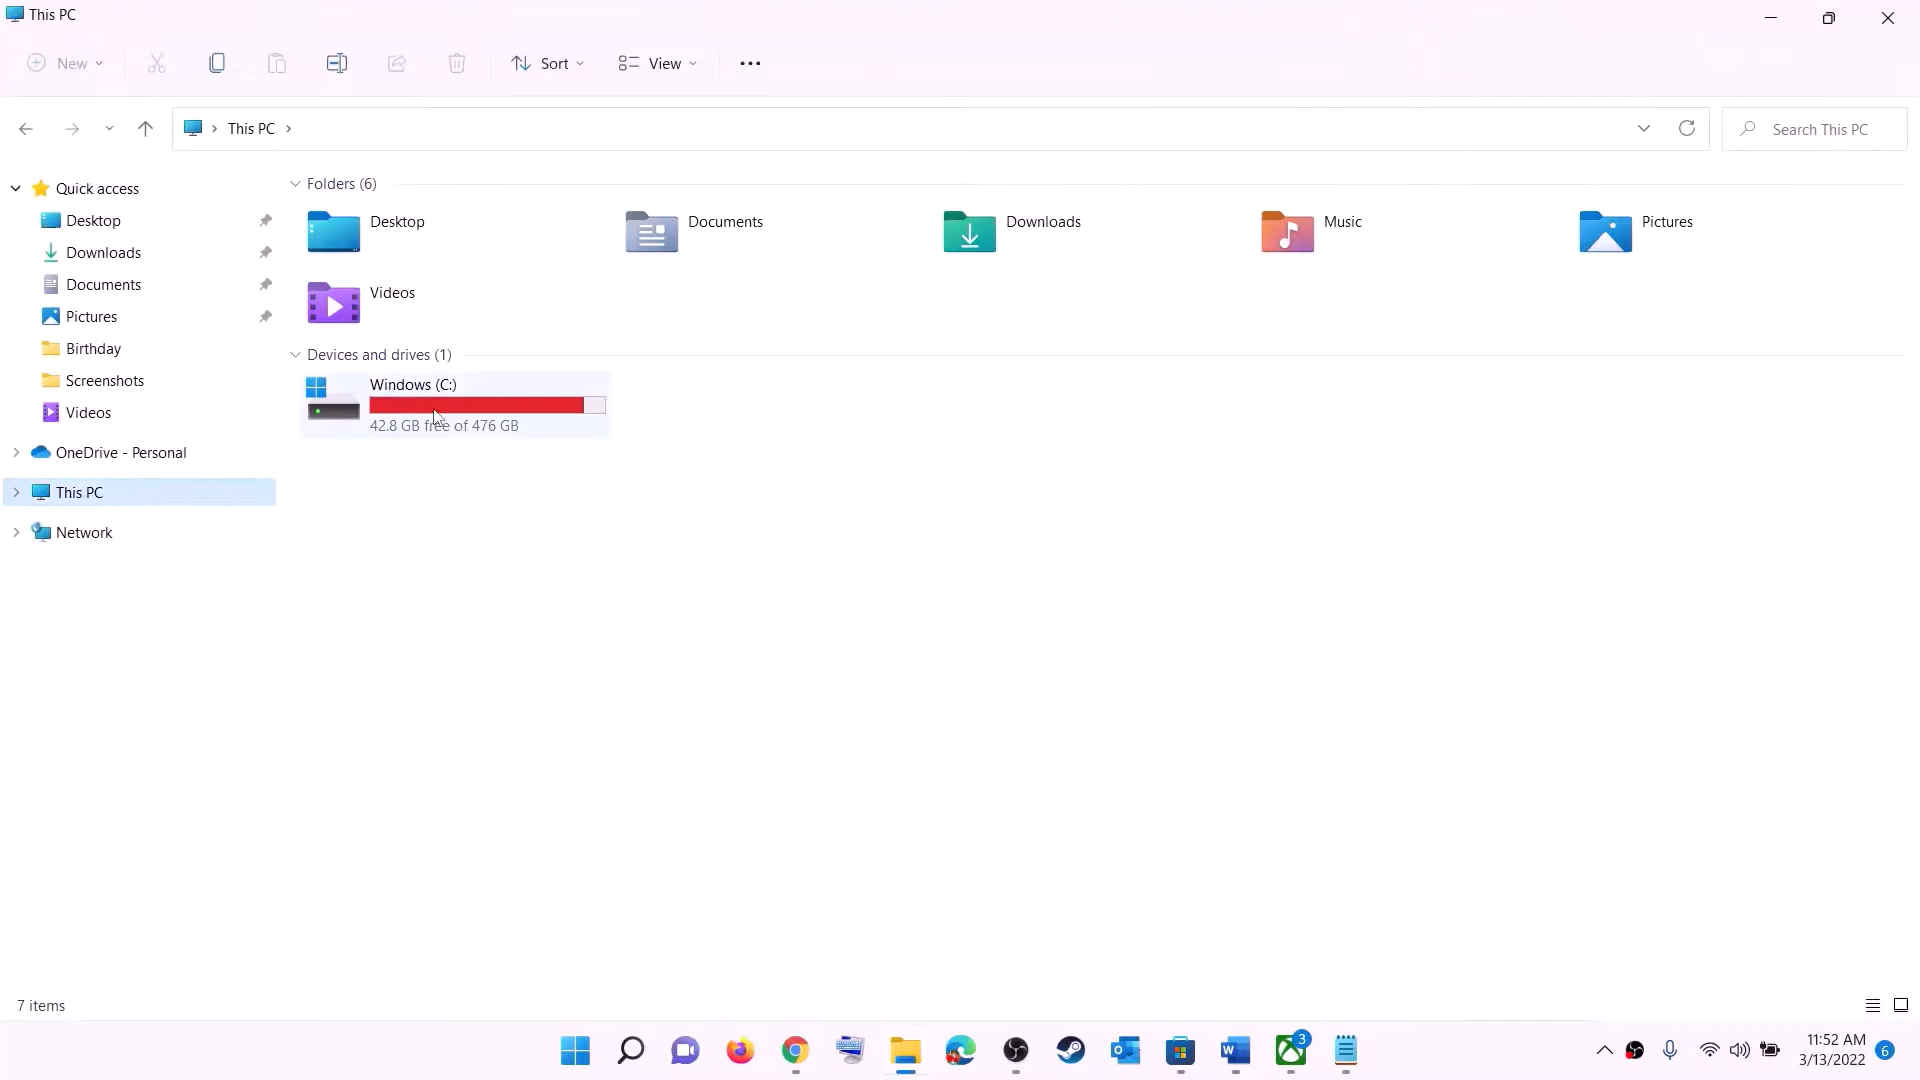 This PC
New
Sort
View
This PC
Search This PC
Quick access
Desktop
Downloads
Documents
Pictures
Birthday
Screenshots
Videos
OneDrive - Personal
This PC
Network
Folders (6)
Desktop
Documents
Downloads
Music
Pictures
Videos
Devices and drives (1)
Windows (C:)
42.8 GB free of 476 GB
7 items
3
11:52 AM
3/13/2022
6